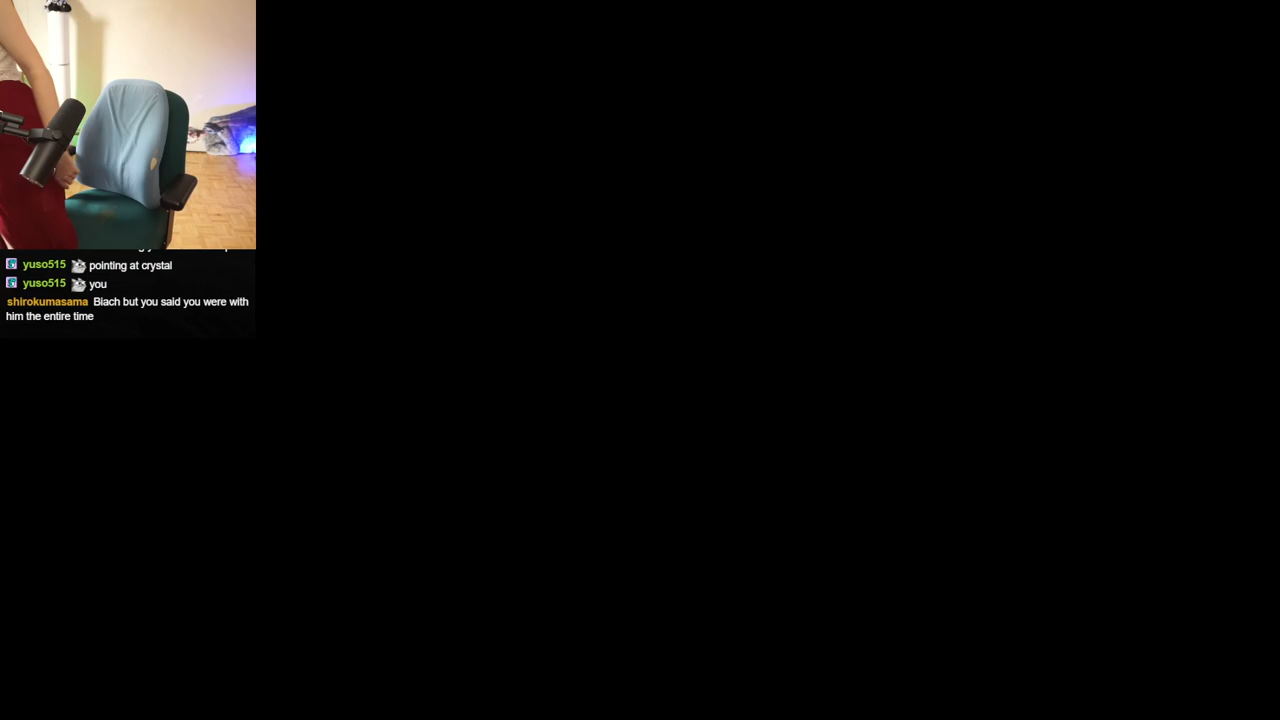 yuso515 pointing at crystal
yuso515 you
shirokumasama Blach but you said you were with
him the entire time